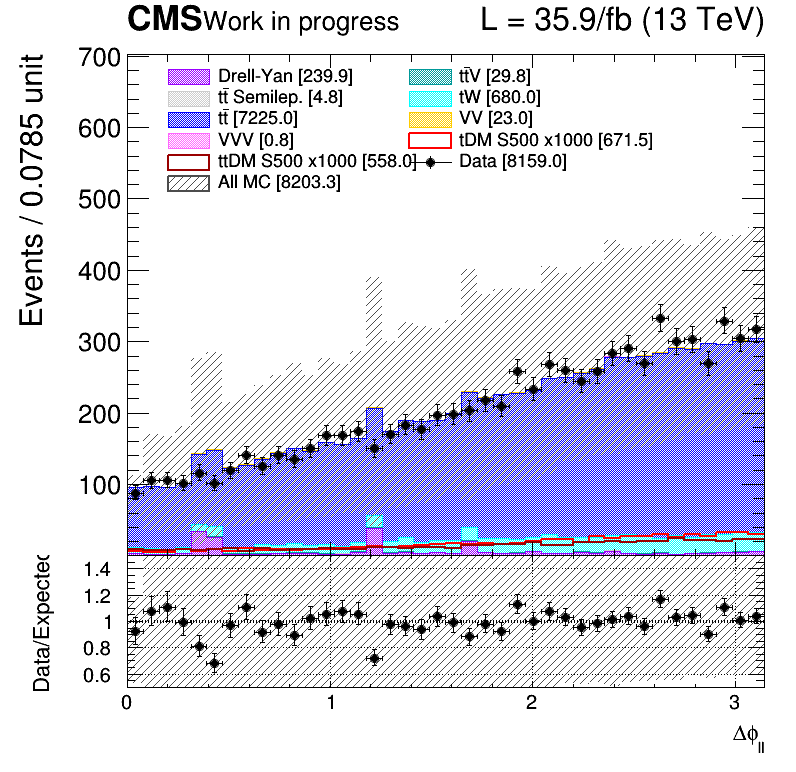 CMS Work in progress L = 35.9/fb (13 TeV)
Events / 0.0785 unit
700
600
500
400
300
200
100
Drell-Yan [239.9]
tt̄V [29.8]
tt̄ Semilep. [4.8]
tW [680.0]
tt̄ [7225.0]
VV [23.0]
VVV [0.8]
tDM S500 x1000 [671.5]
ttDM S500 x1000 [558.0]
Data [8159.0]
All MC [8203.3]
Data/Expected
1.4
1.2
1
0.8
0.6
0 1 2 3
Δϕll